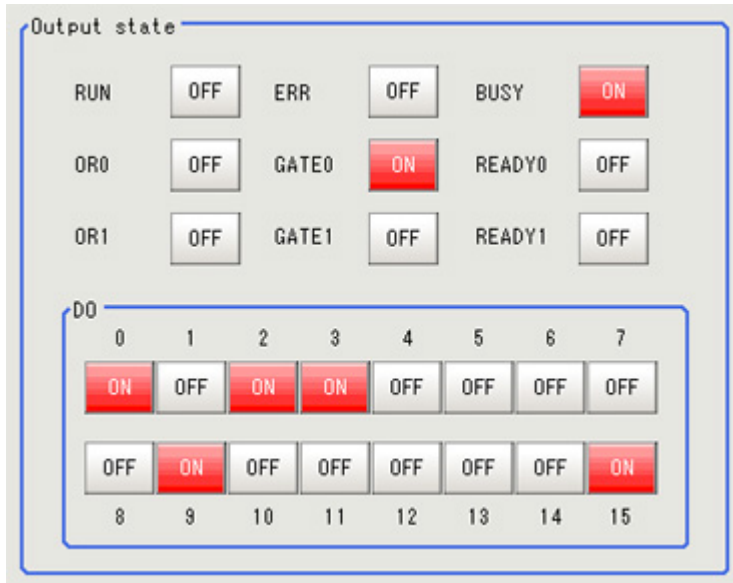 Output state
RUN OFF ERR OFF BUSY ON
OR0 OFF GATE0 ON READY0 OFF
OR1 OFF GATE1 OFF READY1 OFF
DO
0 1 2 3 4 5 6 7
ON OFF ON ON OFF OFF OFF OFF
OFF ON OFF OFF OFF OFF OFF ON
8 9 10 11 12 13 14 15